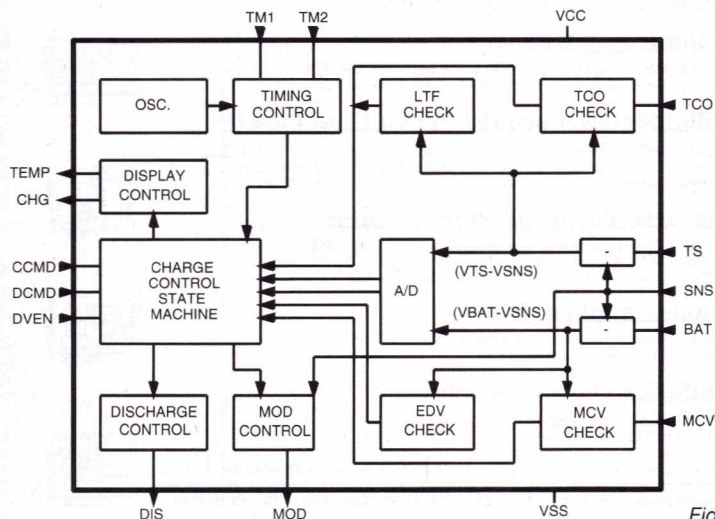 TM1 TM2 VCC
OSC.
TIMING
CONTROL
LTF
CHECK
TCO
CHECK
TCO
TEMP
CHG
DISPLAY
CONTROL
CCMD
DCMD
DVEN
CHARGE
CONTROL
STATE
MACHINE
A/D
(VTS-VSNS)
(VBAT-VSNS)
-
-
TS
SNS
BAT
DISCHARGE
CONTROL
MOD
CONTROL
EDV
CHECK
MCV
CHECK
MCV
DIS MOD VSS
Fig